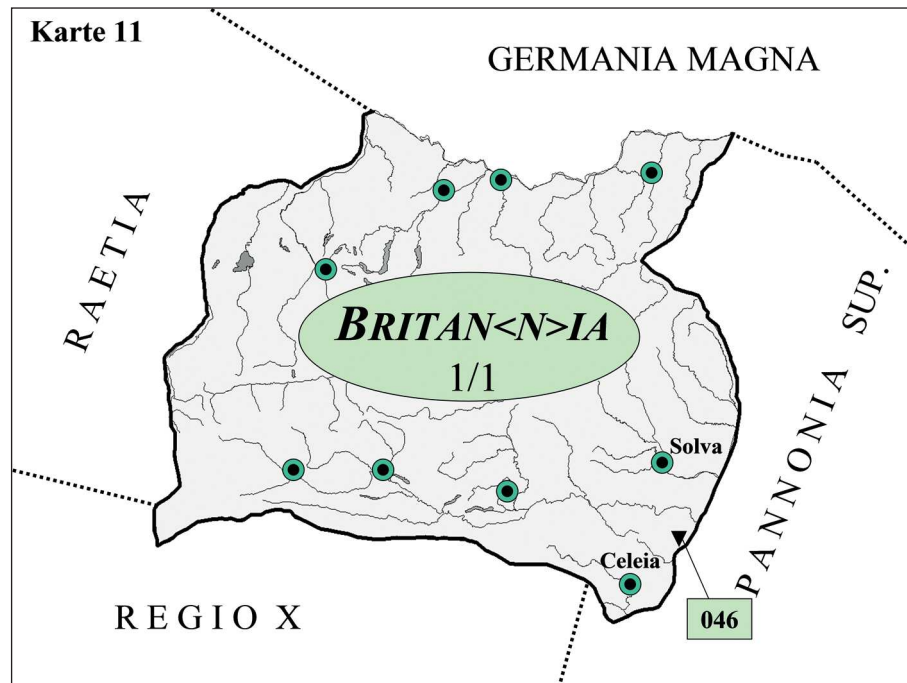 Karte 11
GERMANIA MAGNA
RAETIA
BRITAN<N>IA
1/1
PANNONIA SUP.
Solva
Celeia
046
REGIO X